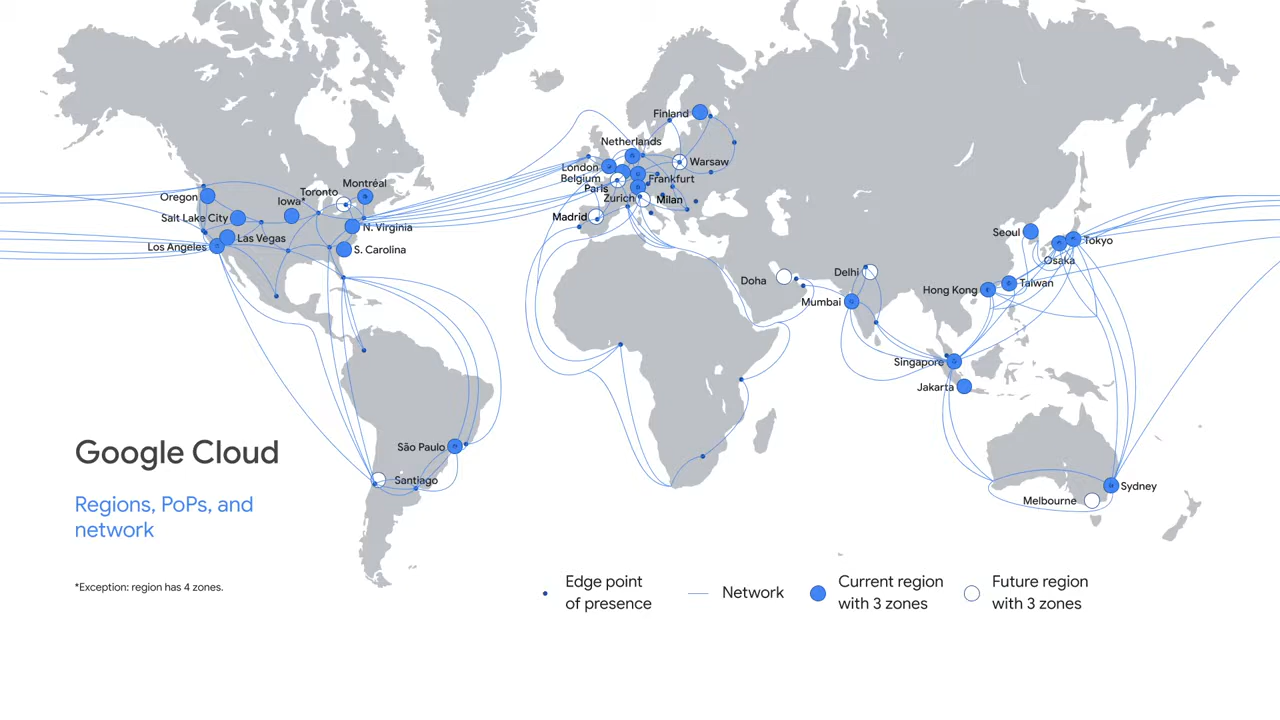 Finland
Netherlands
London
Warsaw
Belgium
Frankfurt
Paris
Zurich
Milan
Madrid
Montréal
Toronto
Oregon
Iowa*
Salt Lake City
N. Virginia
Las Vegas
Los Angeles
S. Carolina
Seoul
Tokyo
Osaka
Delhi
Doha
Taiwan
Hong Kong
Mumbai
Singapore
Jakarta
São Paulo
Santiago
Sydney
Melbourne
Google Cloud
Regions, PoPs, and
network
*Exception: region has 4 zones.
Edge point
of presence
Network
Current region
with 3 zones
Future region
with 3 zones